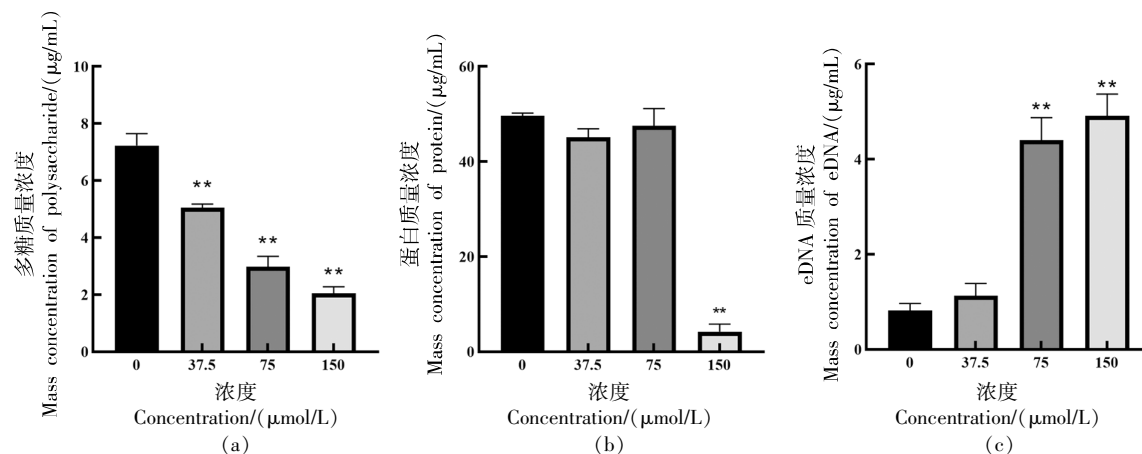 多糖质量浓度
Mass concentration of polysaccharide/(μg/mL)
10
8
6
4
2
0
**
**
**
0 37.5 75 150
浓度
Concentration/(μmol/L)
(a)
蛋白质量浓度
Mass concentration of protein/(μg/mL)
60
40
20
0
**
0 37.5 75 150
浓度
Concentration/(μmol/L)
(b)
eDNA 质量浓度
Mass concentration of eDNA/(μg/mL)
6
4
2
0
**
**
0 37.5 75 150
浓度
Concentration/(μmol/L)
(c)